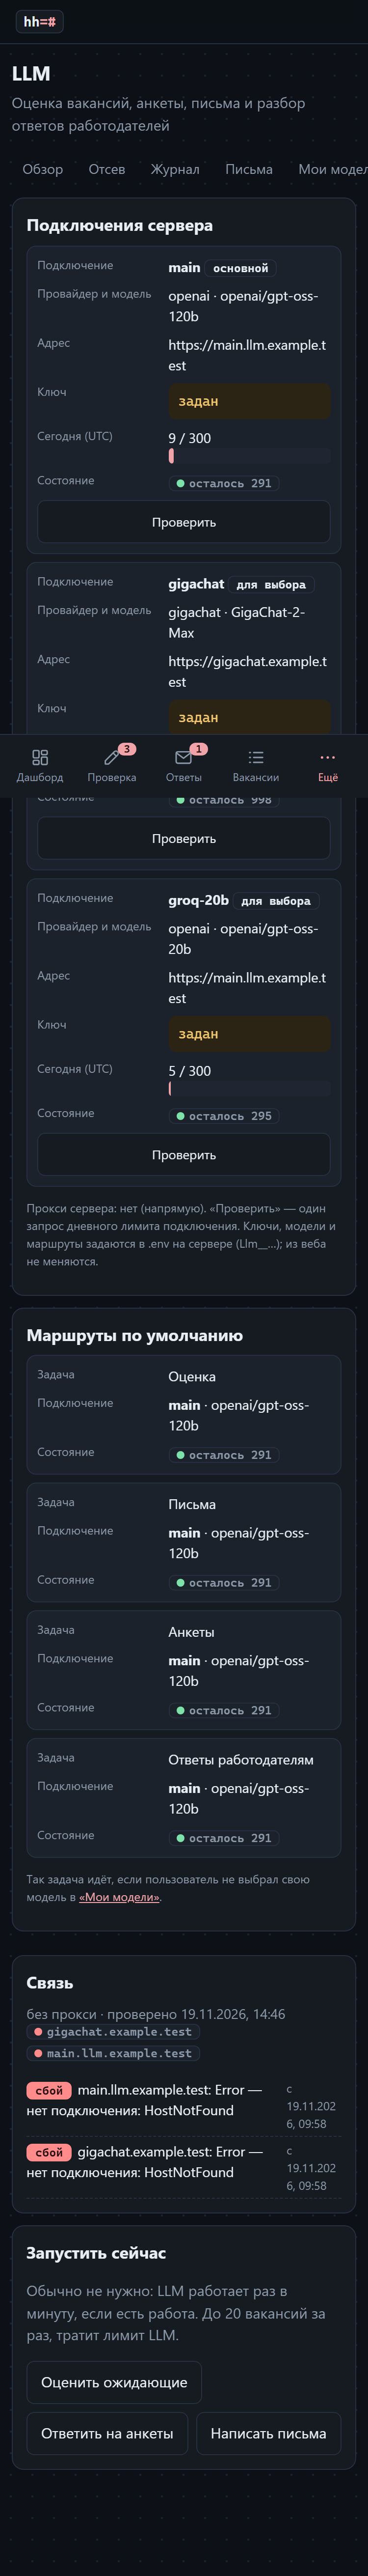 hh=#
LLM
Оценка вакансий, анкеты, письма и разбор
ответов работодателей
Обзор Отсев Журнал Письма Мои модел
Подключения сервера
Подключение main основной
Провайдер и модель openai · openai/gpt-oss-
120b
Адрес https://main.llm.example.t
est
Ключ задан
Сегодня (UTC) 9 / 300
Состояние осталось 291
Проверить
Подключение gigachat для выбора
Провайдер и модель gigachat · GigaChat-2-
Max
Адрес https://gigachat.example.t
est
Ключ задан
3 1
Дашборд Проверка Ответы Вакансии Ещё
Состояние осталось 998
Проверить
Подключение groq-20b для выбора
Провайдер и модель openai · openai/gpt-oss-
20b
Адрес https://main.llm.example.t
est
Ключ задан
Сегодня (UTC) 5 / 300
Состояние осталось 295
Проверить
Прокси сервера: нет (напрямую). «Проверить» — один
запрос дневного лимита подключения. Ключи, модели и
маршруты задаются в .env на сервере (Llm__…); из веба
не меняются.
Маршруты по умолчанию
Задача Оценка
Подключение main · openai/gpt-oss-
120b
Состояние осталось 291
Задача Письма
Подключение main · openai/gpt-oss-
120b
Состояние осталось 291
Задача Анкеты
Подключение main · openai/gpt-oss-
120b
Состояние осталось 291
Задача Ответы работодателям
Подключение main · openai/gpt-oss-
120b
Состояние осталось 291
Так задача идёт, если пользователь не выбрал свою
модель в «Мои модели».
Связь
без прокси · проверено 19.11.2026, 14:46
gigachat.example.test
main.llm.example.test
сбой main.llm.example.test: Error —
нет подключения: HostNotFound
с
19.11.202
6, 09:58
сбой gigachat.example.test: Error —
нет подключения: HostNotFound
с
19.11.202
6, 09:58
Запустить сейчас
Обычно не нужно: LLM работает раз в
минуту, если есть работа. До 20 вакансий за
раз, тратит лимит LLM.
Оценить ожидающие
Ответить на анкеты Написать письма